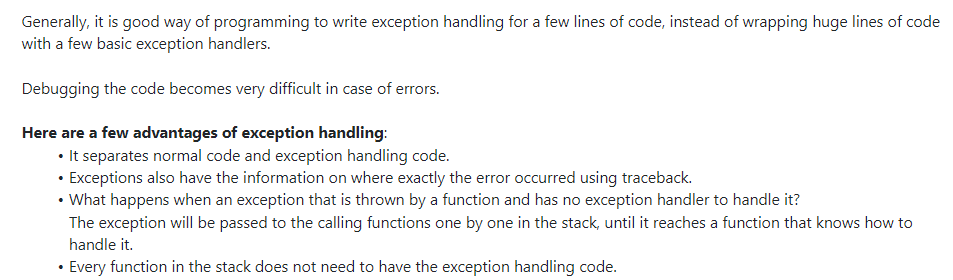 Generally, it is good way of programming to write exception handling for a few lines of code, instead of wrapping huge lines of code
with a few basic exception handlers.
Debugging the code becomes very difficult in case of errors.
Here are a few advantages of exception handling:
• It separates normal code and exception handling code.
• Exceptions also have the information on where exactly the error occurred using traceback.
• What happens when an exception that is thrown by a function and has no exception handler to handle it?
The exception will be passed to the calling functions one by one in the stack, until it reaches a function that knows how to
handle it.
• Every function in the stack does not need to have the exception handling code.